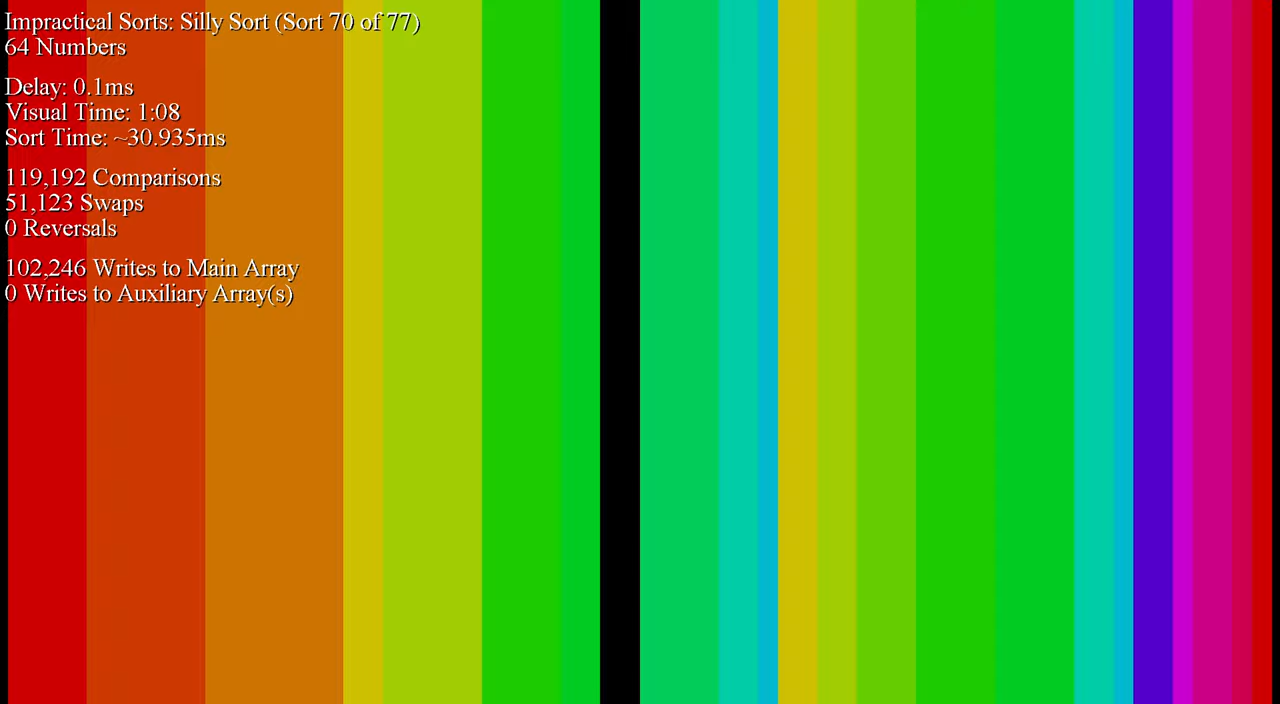 Impractical Sorts: Silly Sort (Sort 70 of 77)
64 Numbers
Delay: 0.1ms
Visual Time: 1:08
Sort Time: ~30.935ms
119,192 Comparisons
51,123 Swaps
0 Reversals
102,246 Writes to Main Array
0 Writes to Auxiliary Array(s)